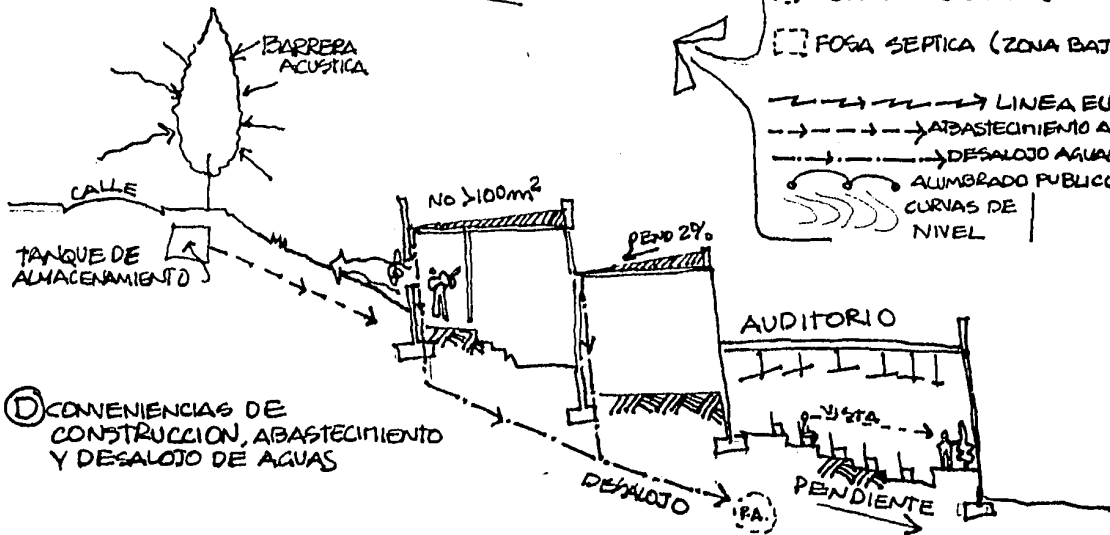 BARRERA
ACUSTICA
FOSA SEPTICA (ZONA BAJ
LINEA EL
ABASTECIMIENTO A
DESALOJO AGUAS
ALUMBRADO PUBLICO
CURVAS DE
NIVEL
CALLE
TANQUE DE
ALMACENAMIENTO
NO >100m²
PEND 2%
AUDITORIO
VISTA
D CONVENIENCIAS DE
CONSTRUCCION, ABASTECIMIENTO
Y DESALOJO DE AGUAS
DESALOJO
P.A.
PENDIENTE